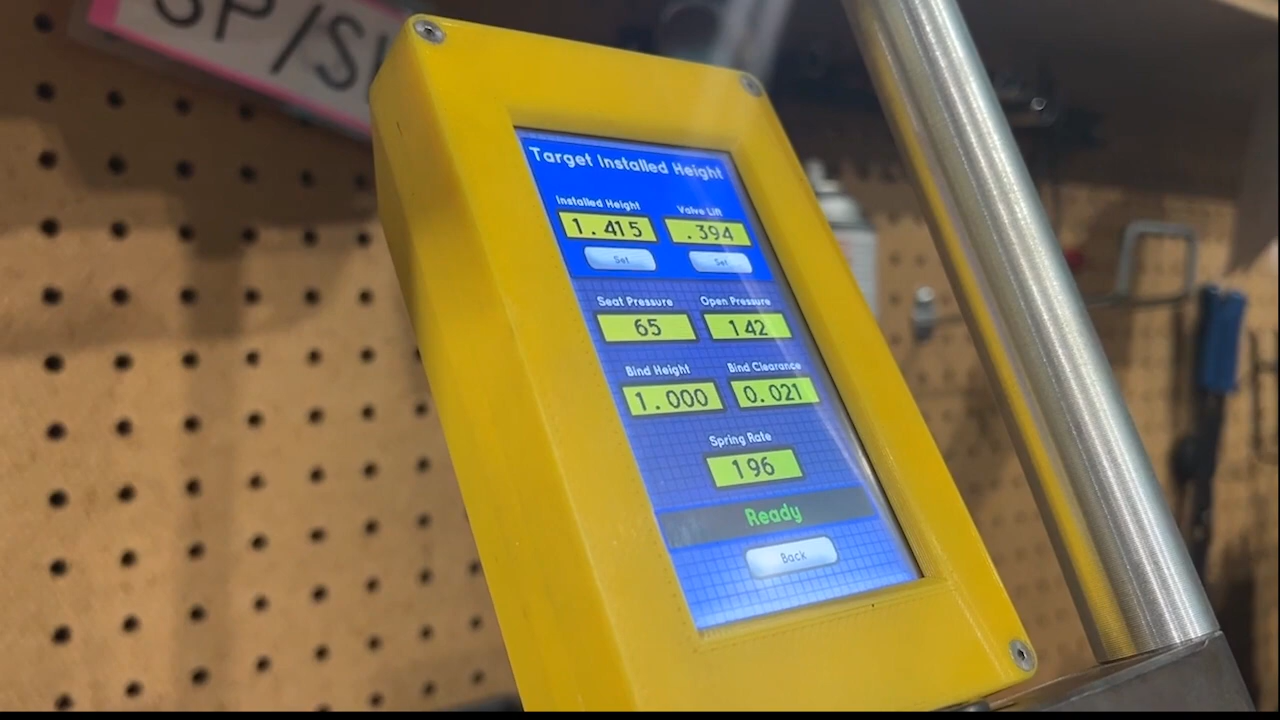 SP/S
Target Installed Height
Installed Height Valve Lift
1.415 .394
Set Set
Seat Pressure Open Pressure
65 142
Bind Height Bind Clearance
1.000 0.021
Spring Rate
196
Ready
Back